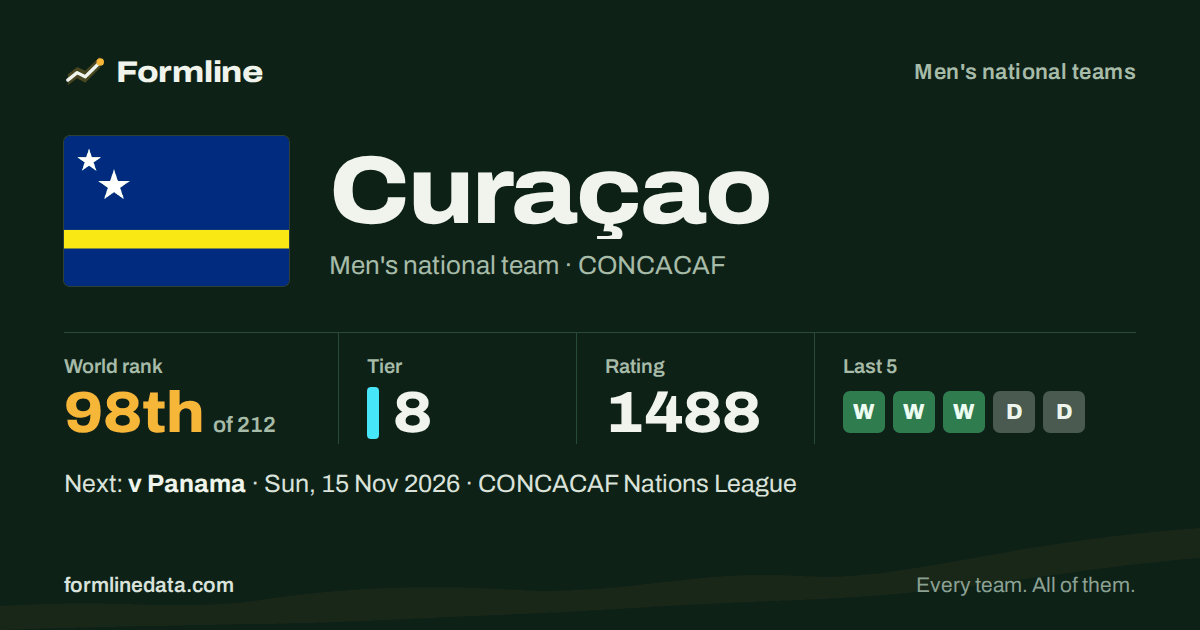 Formline
Men's national teams
Curaçao
Men's national team · CONCACAF
World rank
98th of 212
Tier
8
Rating
1488
Last 5
W W W D D
Next: v Panama · Sun, 15 Nov 2026 · CONCACAF Nations League
formlinedata.com
Every team. All of them.